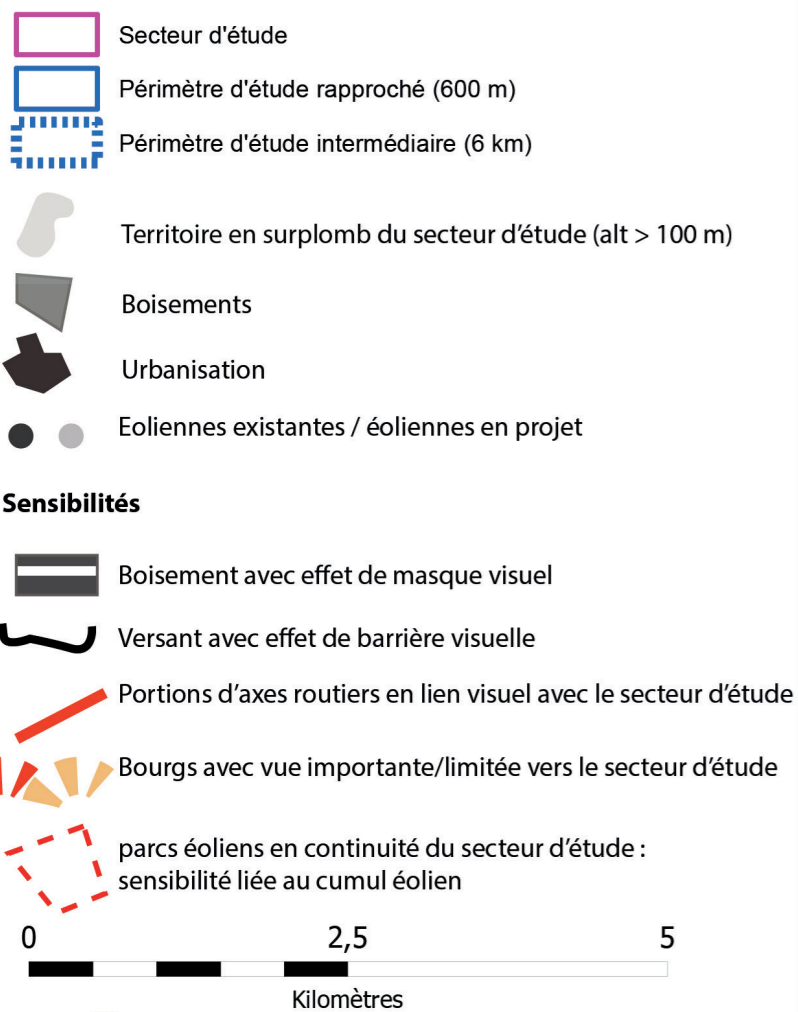 Secteur d'étude
Périmètre d'étude rapproché (600 m)
Périmètre d'étude intermédiaire (6 km)
Territoire en surplomb du secteur d’étude (alt > 100 m)
Boisements
Urbanisation
Eoliennes existantes / éoliennes en projet
Sensibilités
Boisement avec effet de masque visuel
Versant avec effet de barrière visuelle
Portions d’axes routiers en lien visuel avec le secteur d’étude
Bourgs avec vue importante/limitée vers le secteur d’étude
parcs éoliens en continuité du secteur d’étude :
sensibilité liée au cumul éolien
0 2,5 5
Kilomètres